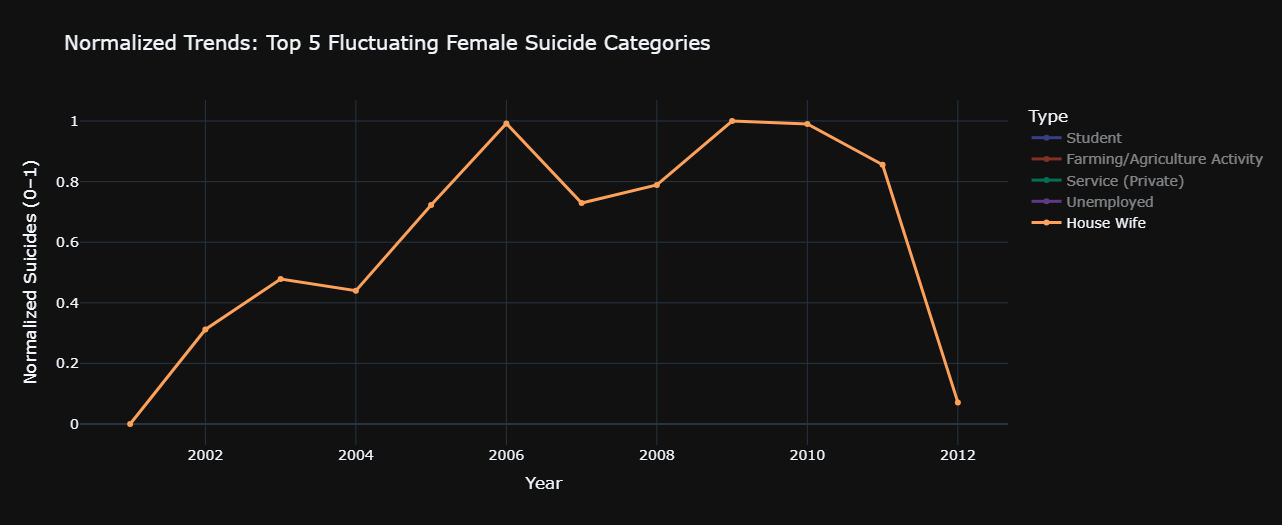 Normalized Trends: Top 5 Fluctuating Female Suicide Categories
Normalized Suicides (0–1)
1
0.8
0.6
0.4
0.2
0
2002
2004
2006
2008
2010
2012
Year
Type
Student
Farming/Agriculture Activity
Service (Private)
Unemployed
House Wife